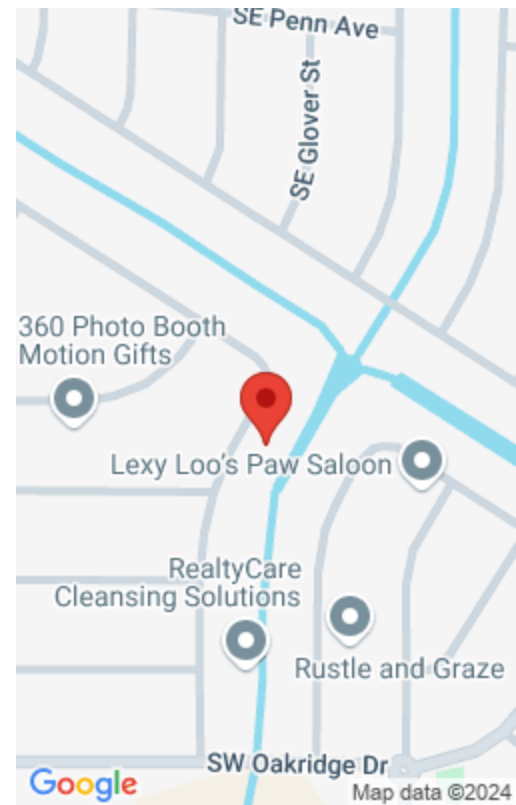 SE Penn Ave
SE Glover St
360 Photo Booth
Motion Gifts
Lexy Loo's Paw Saloon
RealtyCare
Cleansing Solutions
Rustle and Graze
SW Oakridge Dr
Google
Map data ©2024